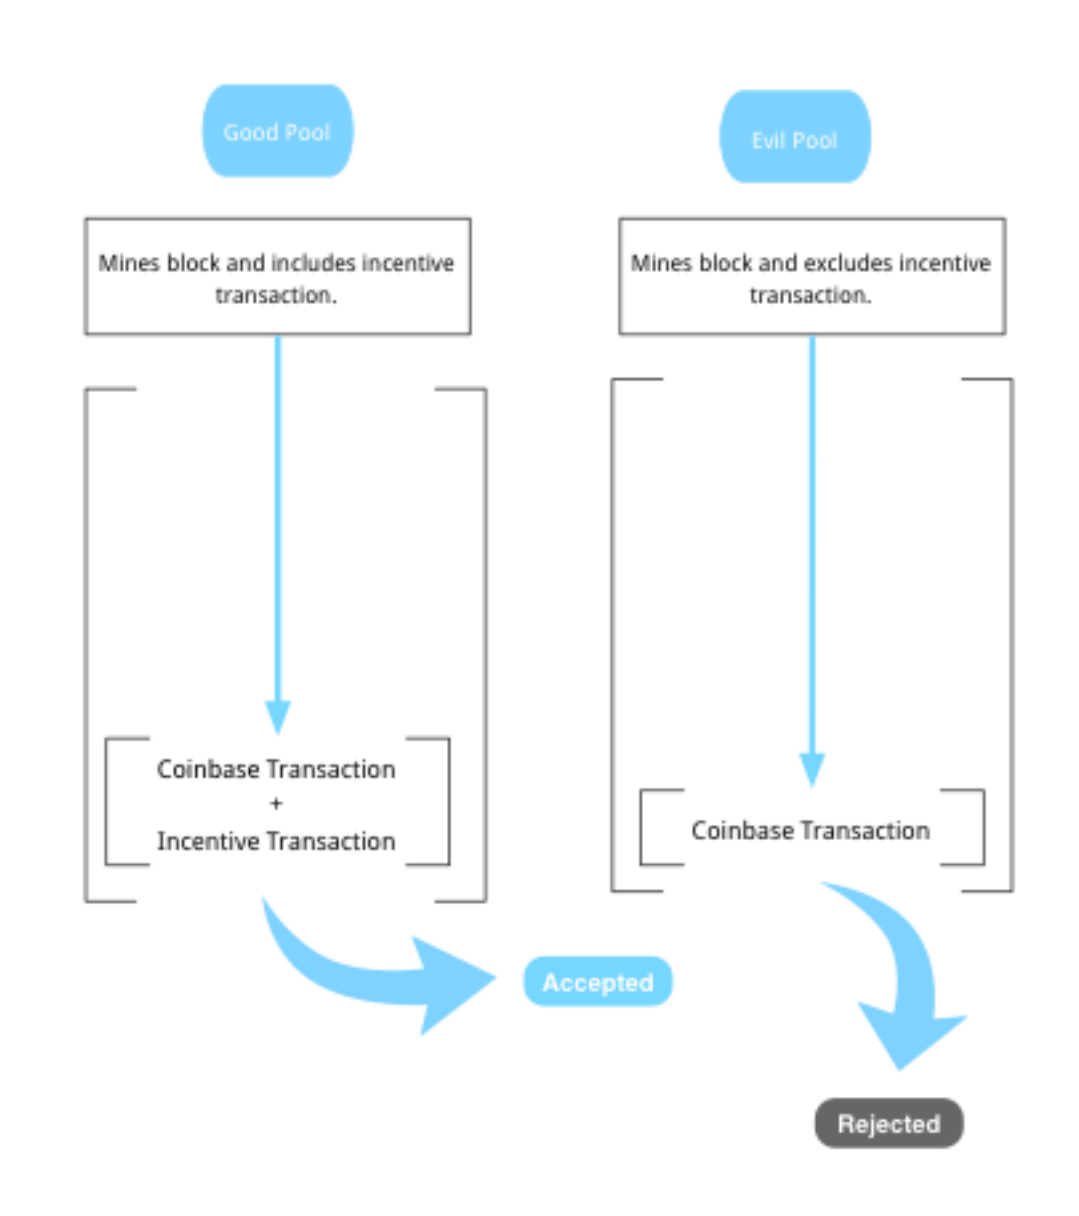 Good Pool
Evil Pool
Mines block and includes incentive
transaction.
Mines block and excludes incentive
transaction.
Coinbase Transaction
+
Incentive Transaction
Coinbase Transaction
Accepted
Rejected